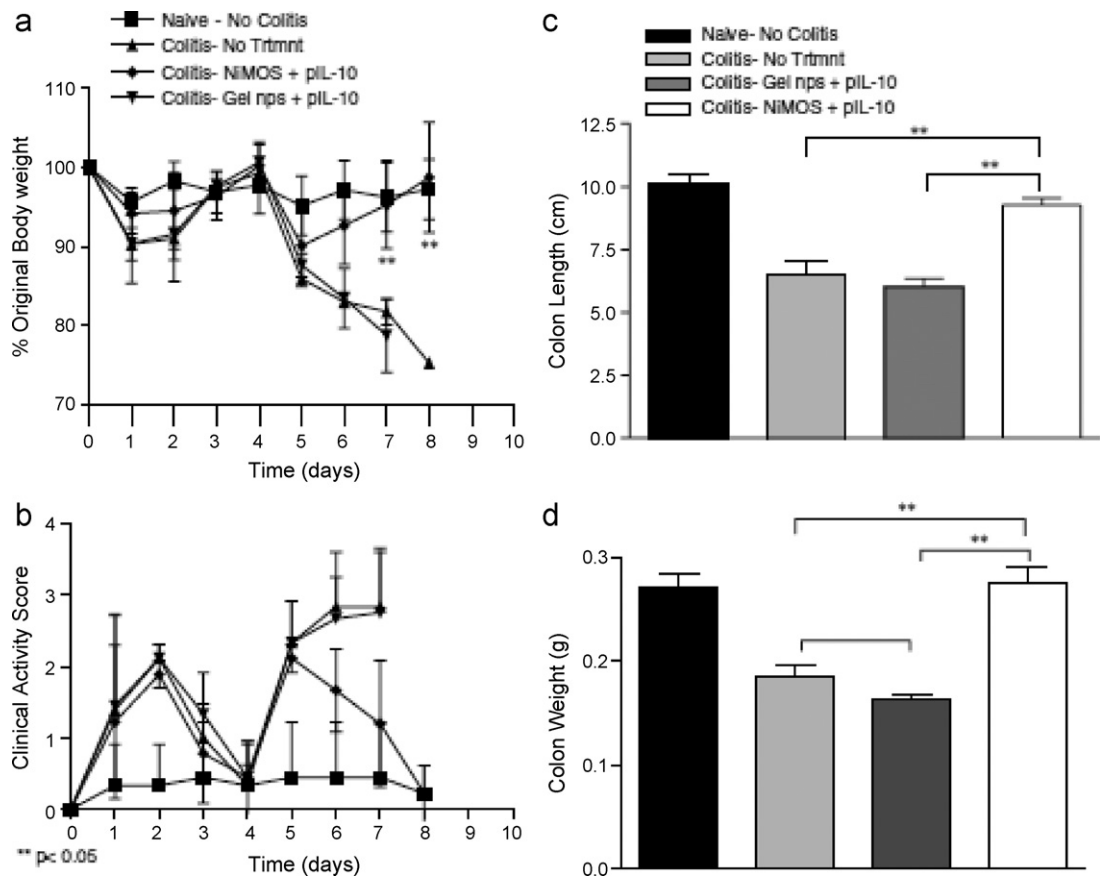 a
Naive - No Colitis
Colitis- No Trtmnt
Colitis- NiMOS + pIL-10
Colitis- Gel nps + pIL-10
110
100
90
80
70
% Original Body weight
**
**
0 1 2 3 4 5 6 7 8 9 10
Time (days)
b
4
3
2
1
0
Clinical Activity Score
0 1 2 3 4 5 6 7 8 9 10
Time (days)
** p< 0.05
c
Naive- No Colitis
Colitis- No Trtmnt
Colitis- Gel nps + pIL-10
Colitis- NiMOS + pIL-10
12.5
10.0
7.5
5.0
2.5
0.0
Colon Length (cm)
**
**
d
0.3
0.2
0.1
0.0
Colon Weight (g)
**
**